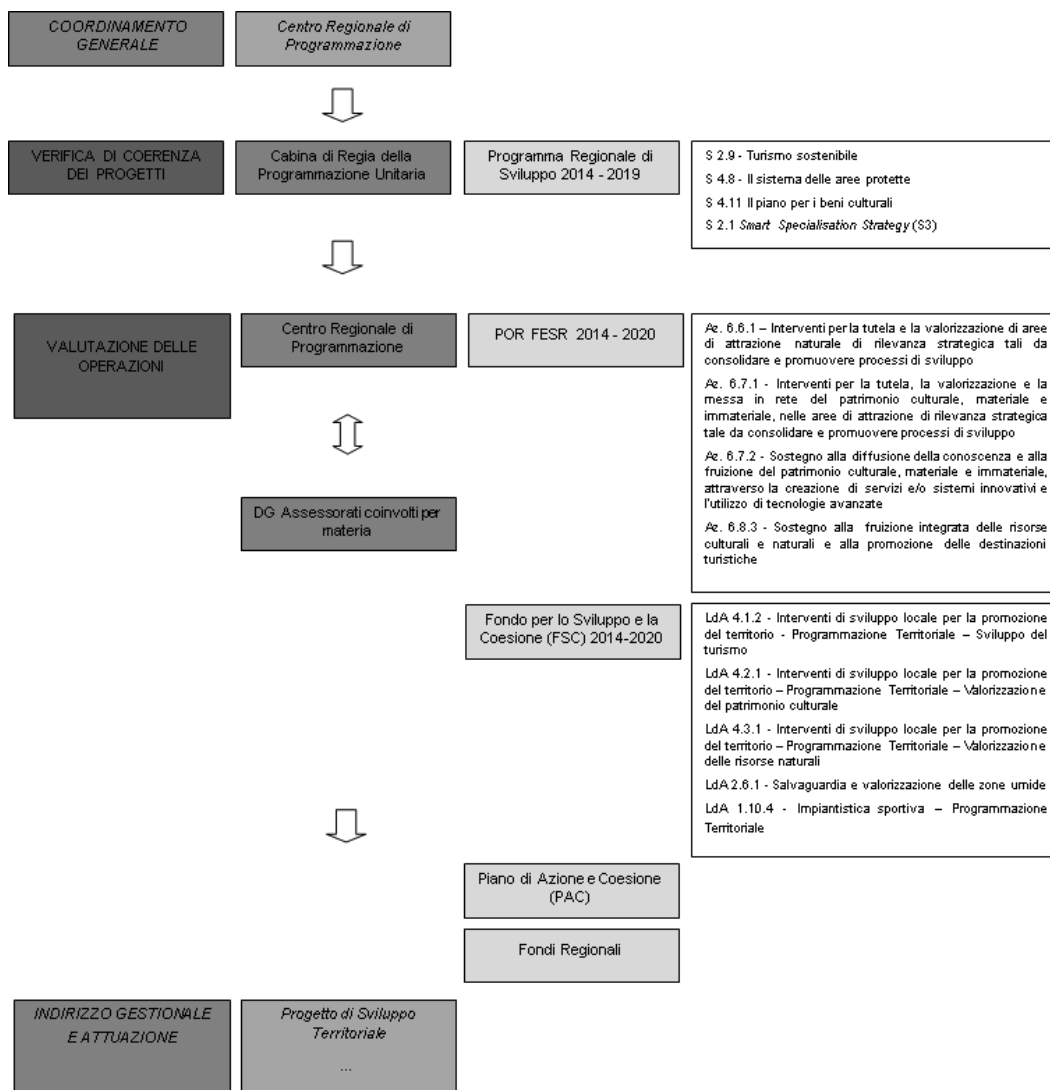 COORDINAMENTO
GENERALE
Centro Regionale di
Programmazione
VERIFICA DI COERENZA
DEI PROGETTI
Cabina di Regia della
Programmazione Unitaria
Programma Regionale di
Sviluppo 2014 - 2019
S 2.9 - Turismo sostenibile
S 4.8 - Il sistema delle aree protette
S 4.11 Il piano per i beni culturali
S 2.1 Smart Specialisation Strategy (S3)
VALUTAZIONE DELLE
OPERAZIONI
Centro Regionale di
Programmazione
POR FESR 2014 - 2020
Az. 6.6.1 – Interventi per la tutela e la valorizzazione di aree
di attrazione naturale di rilevanza strategica tali da
consolidare e promuovere processi di sviluppo
Az. 6.7.1 - Interventi per la tutela, la valorizzazione e la
messa in rete del patrimonio culturale, materiale e
immateriale, nelle aree di attrazione di rilevanza strategica
tale da consolidare e promuovere processi di sviluppo
Az. 6.7.2 - Sostegno alla diffusione della conoscenza e alla
fruizione del patrimonio culturale, materiale e immateriale,
attraverso la creazione di servizi e/o sistemi innovativi e
l'utilizzo di tecnologie avanzate
Az. 6.8.3 - Sostegno alla fruizione integrata delle risorse
culturali e naturali e alla promozione delle destinazioni
turistiche
DG Assessorati coinvolti per
materia
Fondo per lo Sviluppo e la
Coesione (FSC) 2014-2020
LdA 4.1.2 - Interventi di sviluppo locale per la promozione
del territorio - Programmazione Territoriale – Sviluppo del
turismo
LdA 4.2.1 - Interventi di sviluppo locale per la promozione
del territorio – Programmazione Territoriale – Valorizzazione
del patrimonio culturale
LdA 4.3.1 - Interventi di sviluppo locale per la promozione
del territorio – Programmazione Territoriale – Valorizzazione
delle risorse naturali
LdA 2.6.1 - Salvaguardia e valorizzazione delle zone umide
LdA 1.10.4 - Impiantistica sportiva – Programmazione
Territoriale
Piano di Azione e Coesione
(PAC)
Fondi Regionali
INDIRIZZO GESTIONALE
E ATTUAZIONE
Progetto di Sviluppo
Territoriale
...